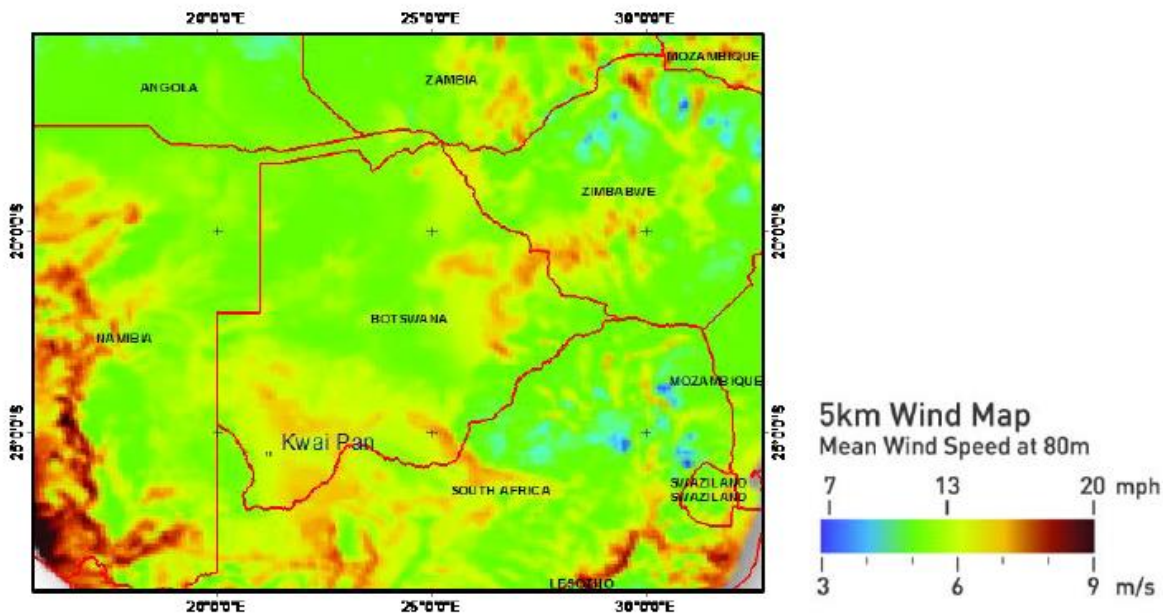 20°0'0"E 25°0'0"E 30°0'0"E
MOZAMBIQUE
ZAMBIA
ANGOLA
ZIMBABWE
20°0'0"S 20°0'0"S
BOTSWANA
NAMIBIA
MOZAMBIQUE
25°0'0"S 25°0'0"S
Kwai Pan
SOUTH AFRICA
SWAZILAND
SWAZILAND
LESOTHO
20°0'0"E 25°0'0"E 30°0'0"E
5km Wind Map
Mean Wind Speed at 80m
7 13 20 mph
3 6 9 m/s